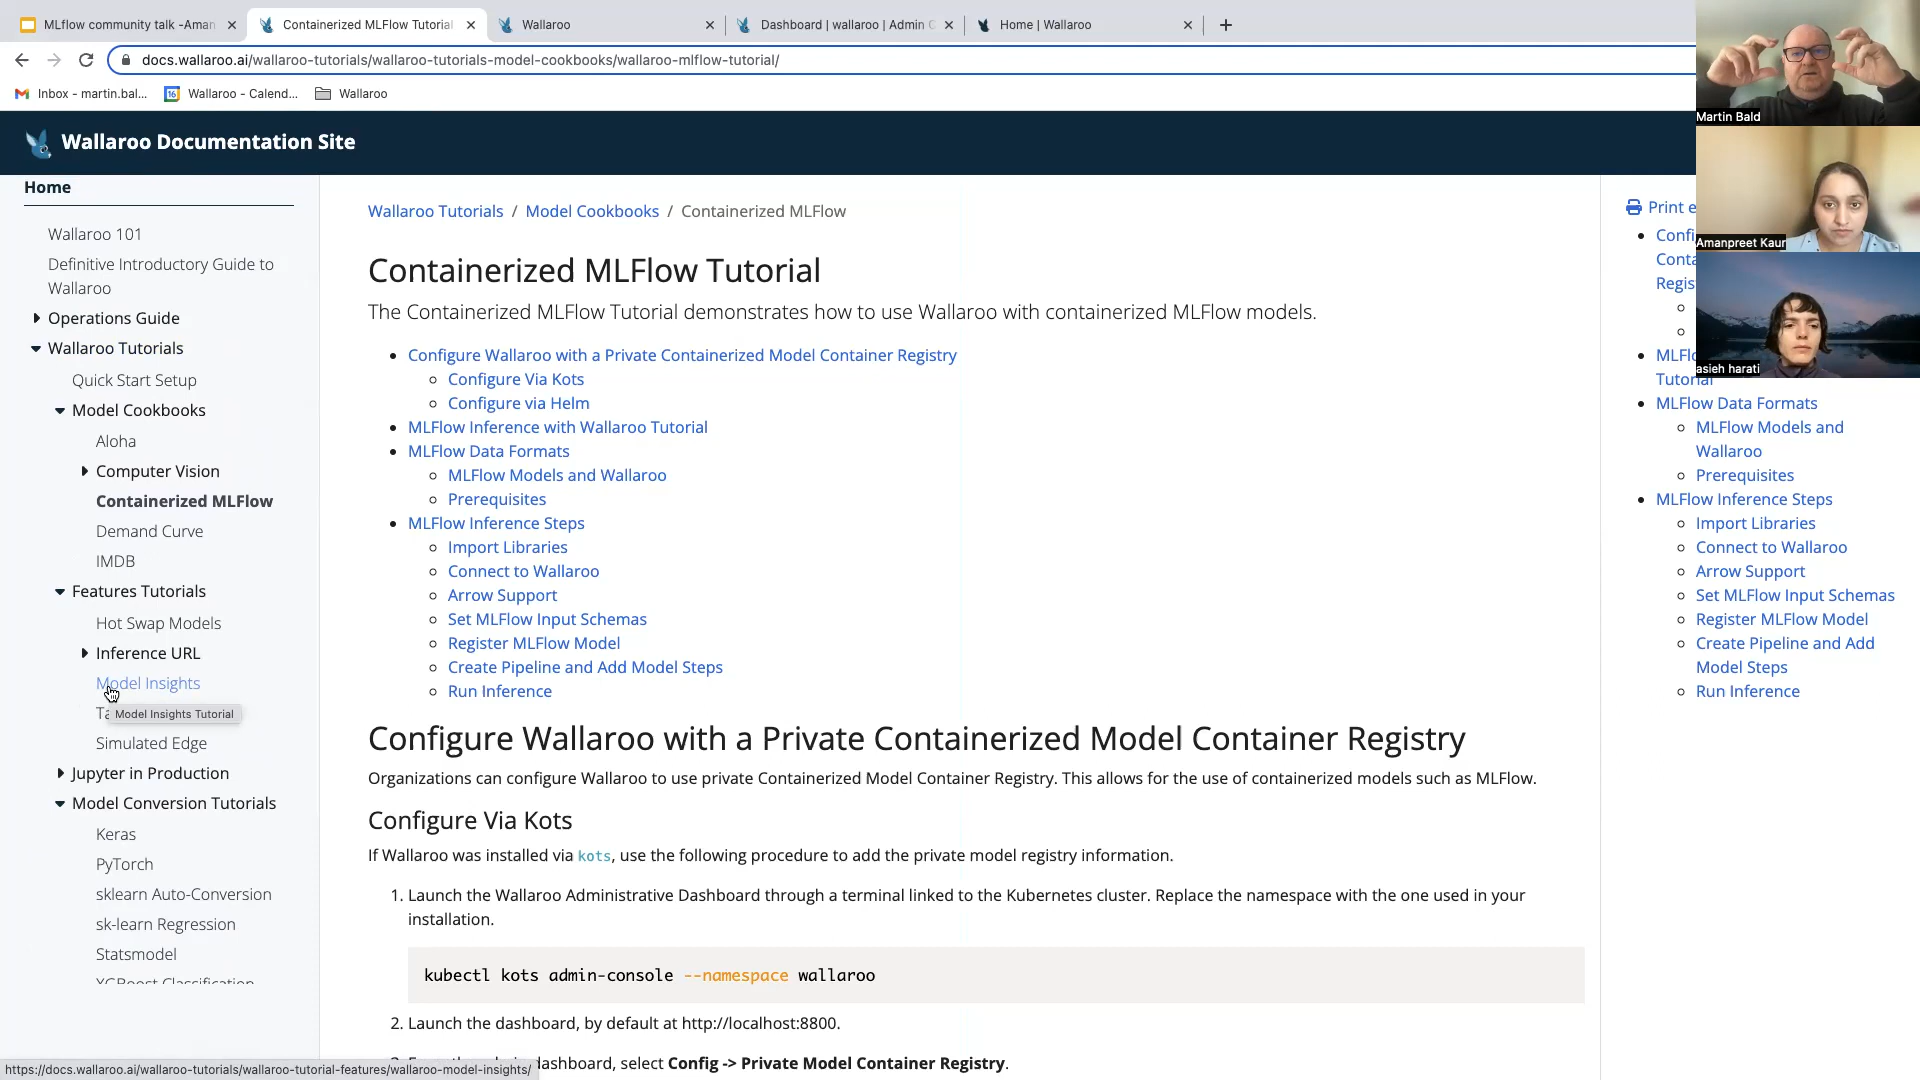 MLflow community talk -Aman
Containerized MLFlow Tutorial
Wallaroo
Dashboard | wallaroo | Admin C
Home | Wallaroo
docs.wallaroo.ai/wallaroo-tutorials/wallaroo-tutorials-model-cookbooks/wallaroo-mlflow-tutorial/
Inbox - martin.bal...
Wallaroo - Calend...
Wallaroo
Martin Bald
Amanpreet Kaur
asieh harati
Wallaroo Documentation Site
Home
Wallaroo 101
Definitive Introductory Guide to
Wallaroo
Operations Guide
Wallaroo Tutorials
Quick Start Setup
Model Cookbooks
Aloha
Computer Vision
Containerized MLFlow
Demand Curve
IMDB
Features Tutorials
Hot Swap Models
Inference URL
Model Insights
Model Insights Tutorial
Simulated Edge
Jupyter in Production
Model Conversion Tutorials
Keras
PyTorch
sklearn Auto-Conversion
sk-learn Regression
Statsmodel
XGBoost Classification
Wallaroo Tutorials / Model Cookbooks / Containerized MLFlow
Containerized MLFlow Tutorial
The Containerized MLFlow Tutorial demonstrates how to use Wallaroo with containerized MLFlow models.
Configure Wallaroo with a Private Containerized Model Container Registry
Configure Via Kots
Configure via Helm
MLFlow Inference with Wallaroo Tutorial
MLFlow Data Formats
MLFlow Models and Wallaroo
Prerequisites
MLFlow Inference Steps
Import Libraries
Connect to Wallaroo
Arrow Support
Set MLFlow Input Schemas
Register MLFlow Model
Create Pipeline and Add Model Steps
Run Inference
Configure Wallaroo with a Private Containerized Model Container Registry
Organizations can configure Wallaroo to use private Containerized Model Container Registry. This allows for the use of containerized models such as MLFlow.
Configure Via Kots
If Wallaroo was installed via kots, use the following procedure to add the private model registry information.
1. Launch the Wallaroo Administrative Dashboard through a terminal linked to the Kubernetes cluster. Replace the namespace with the one used in your
installation.
kubectl kots admin-console --namespace wallaroo
2. Launch the dashboard, by default at http://localhost:8800.
dashboard, select Config -> Private Model Container Registry.
https://docs.wallaroo.ai/wallaroo-tutorials/wallaroo-tutorial-features/wallaroo-model-insights/
Print e
Confi
Conta
Regis
MLFlo
Tutorial
MLFlow Data Formats
MLFlow Models and
Wallaroo
Prerequisites
MLFlow Inference Steps
Import Libraries
Connect to Wallaroo
Arrow Support
Set MLFlow Input Schemas
Register MLFlow Model
Create Pipeline and Add
Model Steps
Run Inference